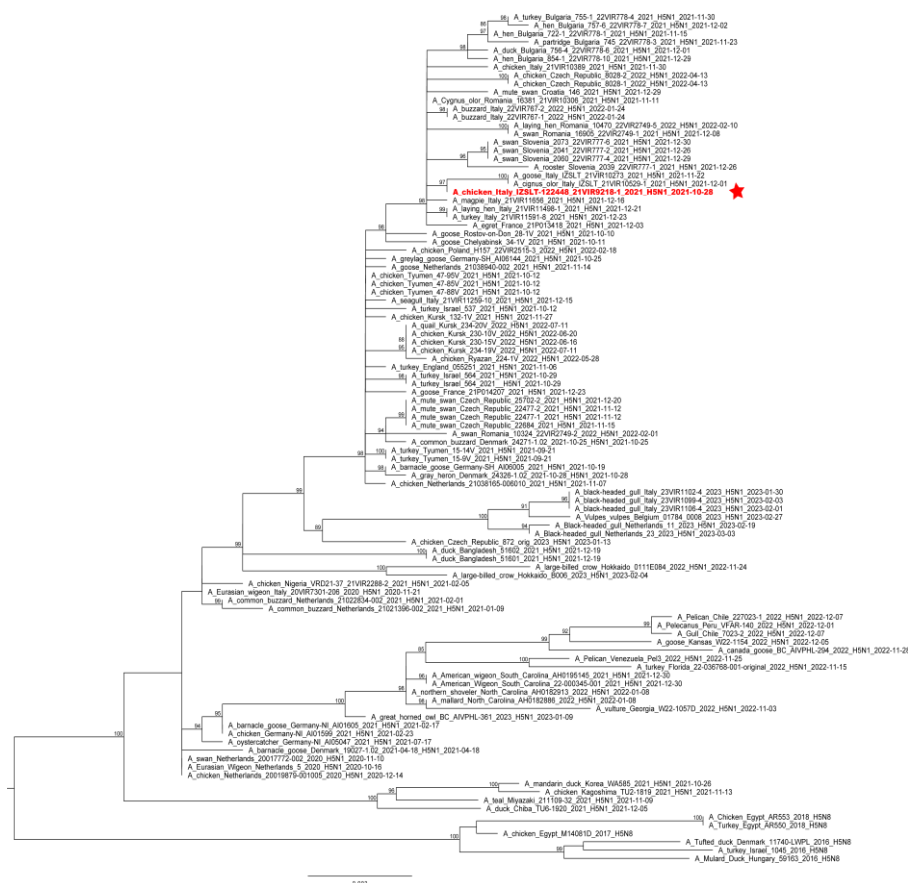 A_turkey_Bulgaria_755-1_22VIR778-4_2021_H5N1_2021-11-30
A_hen_Bulgaria_757-6_22VIR778-7_2021_H5N1_2021-12-02
A_hen_Bulgaria_722-1_22VIR778-1_2021_H5N1_2021-11-15
A_partridge_Bulgaria_745_22VIR778-3_2021_H5N1_2021-11-23
A_duck_Bulgaria_756-4_22VIR778-6_2021_H5N1_2021-12-01
A_hen_Bulgaria_854-1_22VIR778-10_2021_H5N1_2021-12-29
A_chicken_Italy_21VIR10389_2021_H5N1_2021-11-30
A_chicken_Czech_Republic_8028-2_2022_H5N1_2022-04-13
A_chicken_Czech_Republic_8028-1_2022_H5N1_2022-04-13
A_mute_swan_Croatia_146_2021_H5N1_2021-12-29
A_Cygnus_olor_Romania_16381_21VIR10306_2021_H5N1_2021-11-11
A_buzzard_Italy_22VIR767-2_2022_H5N1_2022-01-24
A_buzzard_Italy_22VIR767-1_2022_H5N1_2022-01-24
A_laying_hen_Romania_10470_22VIR2749-5_2022_H5N1_2022-02-10
A_swan_Romania_16905_22VIR2749-1_2021_H5N1_2021-12-08
A_swan_Slovenia_2073_22VIR777-6_2021_H5N1_2021-12-30
A_swan_Slovenia_2041_22VIR777-2_2021_H5N1_2021-12-26
A_swan_Slovenia_2060_22VIR777-4_2021_H5N1_2021-12-29
A_rooster_Slovenia_2039_22VIR777-1_2021_H5N1_2021-12-26
A_goose_Italy_IZSLT_21VIR10273_2021_H5N1_2021-11-22
A_cignus_olor_Italy_IZSLT_21VIR10529-1_2021_H5N1_2021-12-01
A_chicken_Italy_IZSLT-122448_21VIR9218-1_2021_H5N1_2021-10-28
A_magpie_Italy_21VIR11656_2021_H5N1_2021-12-16
A_laying_hen_Italy_21VIR11498-1_2021_H5N1_2021-12-21
A_turkey_Italy_21VIR11591-8_2021_H5N1_2021-12-23
A_egret_France_21P013418_2021_H5N1_2021-12-03
A_goose_Rostov-on-Don_28-1V_2021_H5N1_2021-10-10
A_goose_Chelyabinsk_34-1V_2021_H5N1_2021-10-11
A_chicken_Poland_H157_22VIR2515-3_2022_H5N1_2022-02-18
A_greylag_goose_Germany-SH_AI06144_2021_H5N1_2021-10-25
A_goose_Netherlands_21038940-002_2021_H5N1_2021-11-14
A_chicken_Tyumen_47-95V_2021_H5N1_2021-10-12
A_chicken_Tyumen_47-85V_2021_H5N1_2021-10-12
A_chicken_Tyumen_47-88V_2021_H5N1_2021-10-12
A_seagull_Italy_21VIR11259-10_2021_H5N1_2021-12-15
A_turkey_Israel_537_2021_H5N1_2021-10-12
A_chicken_Kursk_132-1V_2021_H5N1_2021-11-27
A_quail_Kursk_234-20V_2022_H5N1_2022-07-11
A_chicken_Kursk_230-10V_2022_H5N1_2022-06-20
A_chicken_Kursk_230-15V_2022_H5N1_2022-06-16
A_chicken_Kursk_234-19V_2022_H5N1_2022-07-11
A_chicken_Ryazan_224-1V_2022_H5N1_2022-05-28
A_turkey_England_055251_2021_H5N1_2021-11-06
A_turkey_Israel_564_2021_H5N1_2021-10-29
A_turkey_Israel_564__2021_H5N1_2021-10-29
A_goose_France_21P014207_2021_H5N1_2021-12-23
A_mute_swan_Czech_Republic_25702-2_2021_H5N1_2021-12-20
A_mute_swan_Czech_Republic_22477-2_2021_H5N1_2021-11-12
A_mute_swan_Czech_Republic_22477-1_2021_H5N1_2021-11-12
A_mute_swan_Czech_Republic_22684_2021_H5N1_2021-11-15
A_swan_Romania_10324_22VIR2749-2_2022_H5N1_2022-02-01
A_common_buzzard_Denmark_24271-1.02_2021-10-25_H5N1_2021-10-25
A_turkey_Tyumen_15-14V_2021_H5N1_2021-09-21
A_turkey_Tyumen_15-9V_2021_H5N1_2021-09-21
A_barnacle_goose_Germany-SH_AI06005_2021_H5N1_2021-10-19
A_gray_heron_Denmark_24326-1.02_2021-10-28_H5N1_2021-10-28
A_chicken_Netherlands_21038165-006010_2021_H5N1_2021-11-07
A_black-headed_gull_Italy_23VIR1102-4_2023_H5N1_2023-01-30
A_black-headed_gull_Italy_23VIR1099-4_2023_H5N1_2023-02-03
A_black-headed_gull_Italy_23VIR1106-4_2023_H5N1_2023-02-01
A_Vulpes_vulpes_Belgium_01784_0008_2023_H5N1_2023-02-27
A_Black-headed_gull_Netherlands_11_2023_H5N1_2023-02-19
A_Black-headed_gull_Netherlands_23_2023_H5N1_2023-03-03
A_chicken_Czech_Republic_872_orig_2023_H5N1_2023-01-13
A_duck_Bangladesh_51602_2021_H5N1_2021-12-19
A_duck_Bangladesh_51601_2021_H5N1_2021-12-19
A_large-billed_crow_Hokkaido_0111E084_2022_H5N1_2022-11-24
A_large-billed_crow_Hokkaido_B006_2023_H5N1_2023-02-04
A_chicken_Nigeria_VRD21-37_21VIR2288-2_2021_H5N1_2021-02-05
A_Eurasian_wigeon_Italy_20VIR7301-206_2020_H5N1_2020-11-21
A_common_buzzard_Netherlands_21022834-002_2021_H5N1_2021-02-01
A_common_buzzard_Netherlands_21021396-002_2021_H5N1_2021-01-09
A_Pelican_Chile_227023-1_2022_H5N1_2022-12-07
A_Pelecanus_Peru_VFAR-140_2022_H5N1_2022-12-01
A_Gull_Chile_7023-2_2022_H5N1_2022-12-07
A_goose_Kansas_W22-1154_2022_H5N1_2022-12-05
A_canada_goose_BC_AIVPHL-294_2022_H5N1_2022-11-28
A_Pelican_Venezuela_Pel3_2022_H5N1_2022-11-25
A_turkey_Florida_22-036768-001-original_2022_H5N1_2022-11-15
A_American_wigeon_South_Carolina_AH0195145_2021_H5N1_2021-12-30
A_American_Wigeon_South_Carolina_22-000345-001_2021_H5N1_2021-12-30
A_northern_shoveler_North_Carolina_AH0182913_2022_H5N1_2022-01-08
A_mallard_North_Carolina_AH0182886_2022_H5N1_2022-01-08
A_vulture_Georgia_W22-1057D_2022_H5N1_2022-11-03
A_great_horned_owl_BC_AIVPHL-361_2023_H5N1_2023-01-09
A_barnacle_goose_Germany-NI_AI01605_2021_H5N1_2021-02-17
A_chicken_Germany-NI_AI01599_2021_H5N1_2021-02-23
A_oystercatcher_Germany-NI_AI05047_2021_H5N1_2021-07-17
A_barnacle_goose_Denmark_19027-1.02_2021-04-18_H5N1_2021-04-18
A_swan_Netherlands_20017772-002_2020_H5N1_2020-11-10
A_Eurasian_Wigeon_Netherlands_5_2020_H5N1_2020-10-16
A_chicken_Netherlands_20019879-001005_2020_H5N1_2020-12-14
A_mandarin_duck_Korea_WA585_2021_H5N1_2021-10-26
A_chicken_Kagoshima_TU2-1819_2021_H5N1_2021-11-13
A_teal_Miyazaki_211109-32_2021_H5N1_2021-11-09
A_duck_Chiba_TU6-1920_2021_H5N1_2021-12-05
A_Chicken_Egypt_AR553_2018_H5N8
A_Turkey_Egypt_AR550_2018_H5N8
A_chicken_Egypt_M14081D_2017_H5N8
A_Tufted_duck_Denmark_11740-LWPL_2016_H5N8
A_turkey_Israel_1045_2016_H5N8
A_Mulard_Duck_Hungary_59163_2016_H5N8